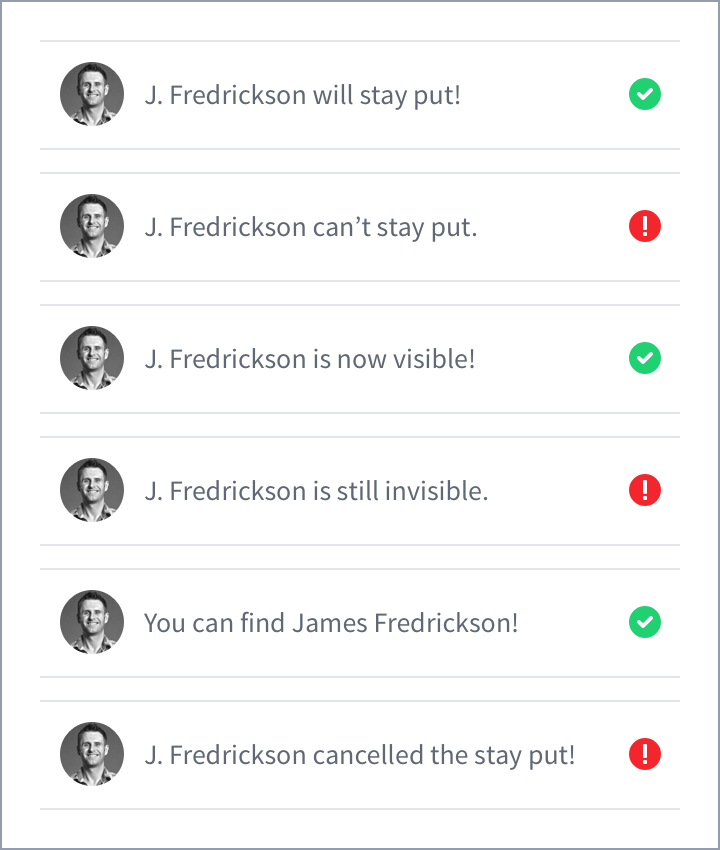 J. Fredrickson will stay put!
J. Fredrickson can’t stay put.
J. Fredrickson is now visible!
J. Fredrickson is still invisible.
You can find James Fredrickson!
J. Fredrickson cancelled the stay put!